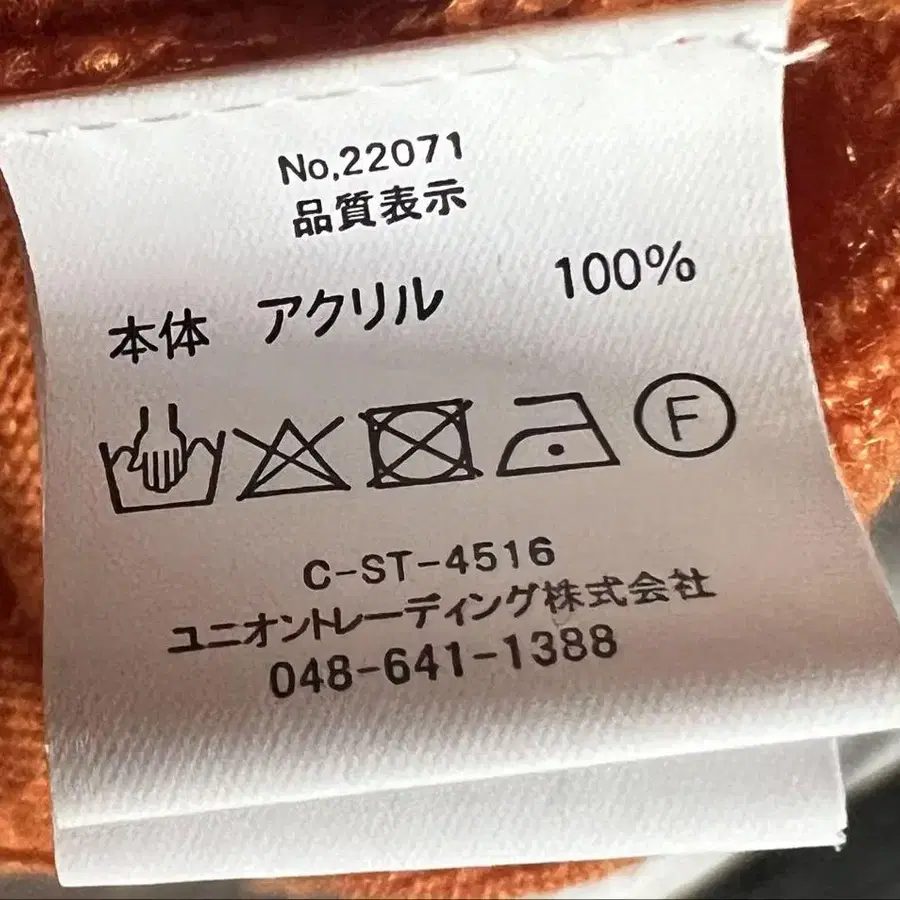 No,22071
品質表示
本体 アクリル 100%
F
C-ST-4516
ユニオントレーディング株式会社
048-641-1388